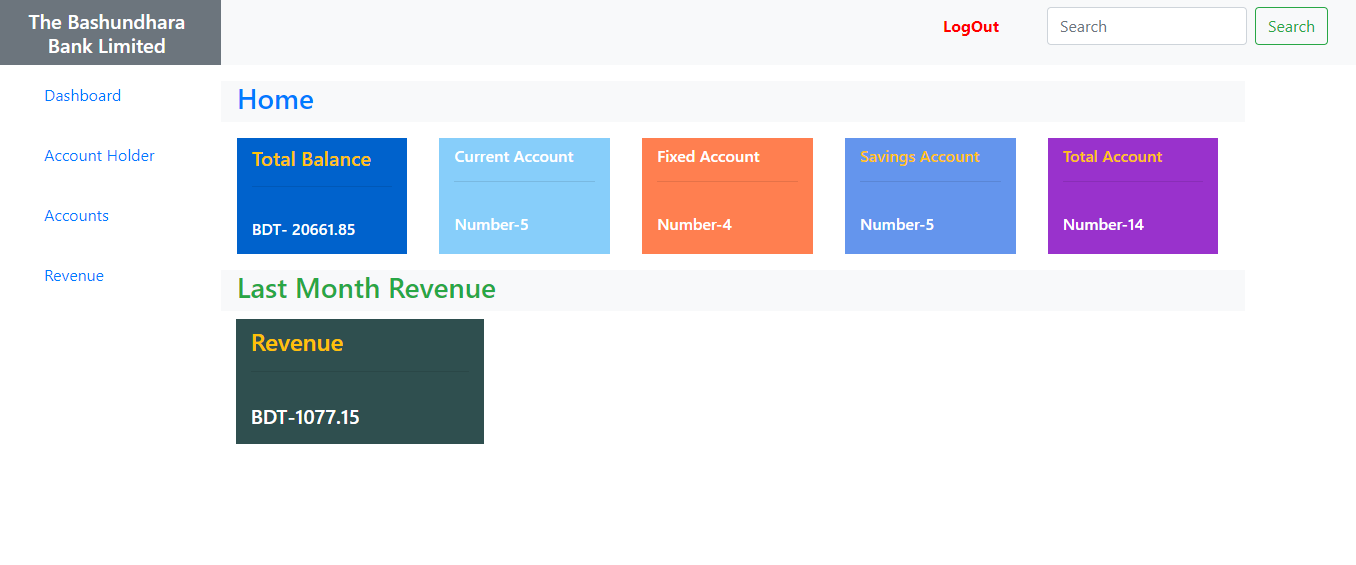 The Bashundhara
Bank Limited
LogOut
Search
Search
Dashboard
Account Holder
Accounts
Revenue
Home
Total Balance
BDT- 20661.85
Current Account
Number-5
Fixed Account
Number-4
Savings Account
Number-5
Total Account
Number-14
Last Month Revenue
Revenue
BDT-1077.15